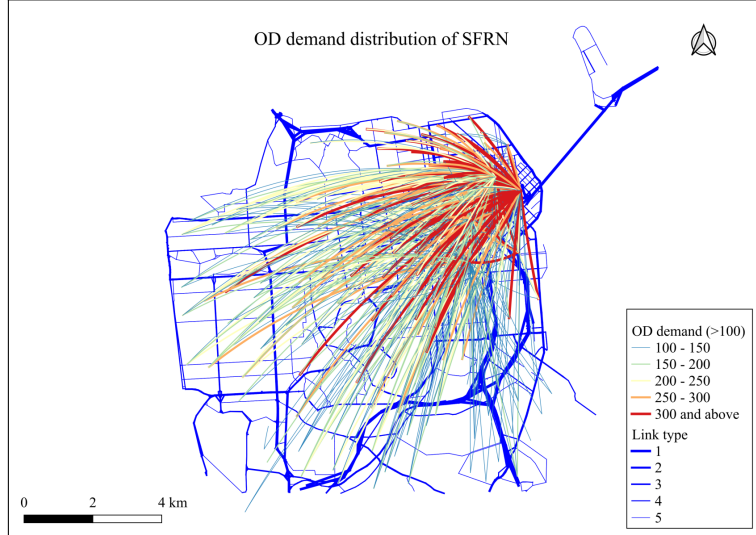 OD demand distribution of SFRN
OD demand (>100)
100 - 150
150 - 200
200 - 250
250 - 300
300 and above
Link type
1
2
3
4
5
0 2 4 km